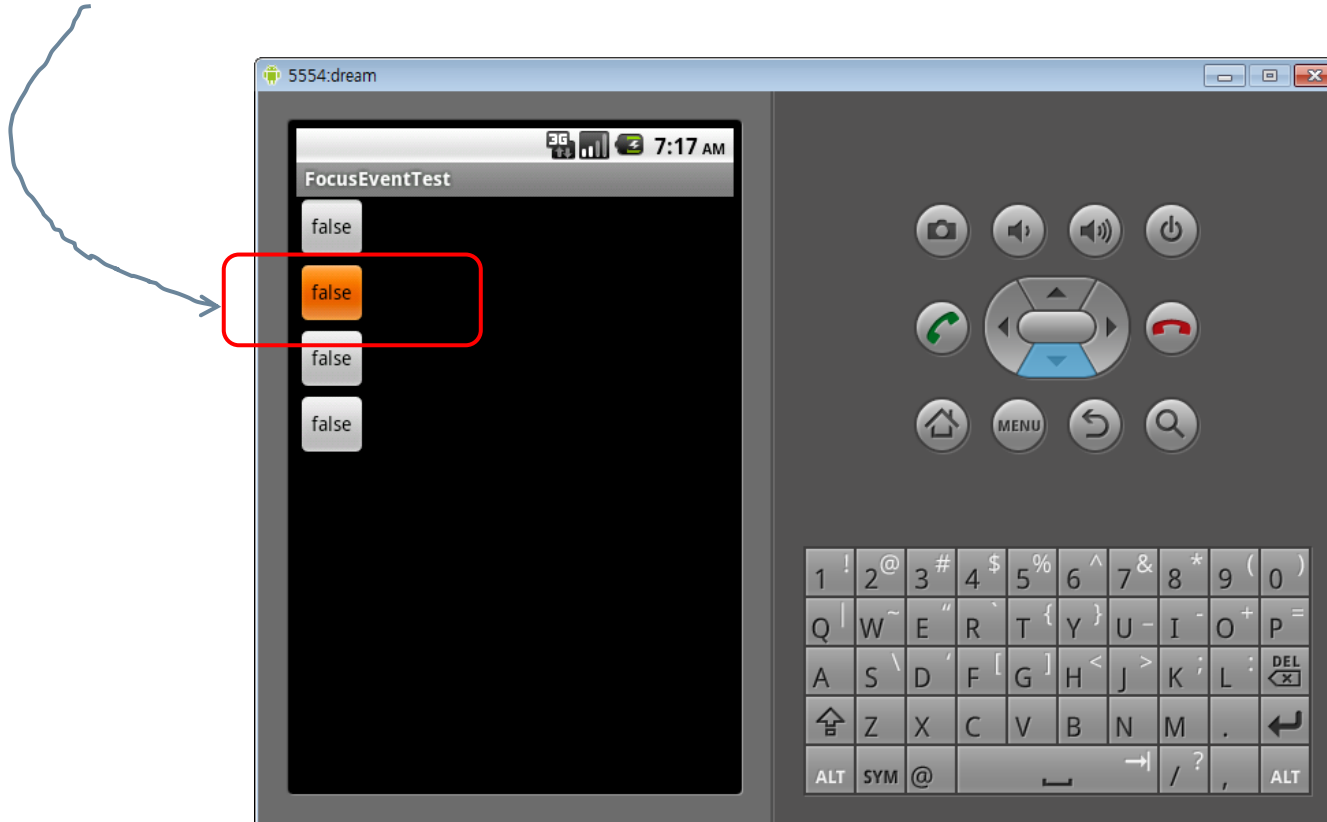 5554:dream
3G 7:17 AM
FocusEventTest
false
false
false
false
MENU
1 ! 2 @ 3 # 4 $ 5 % 6 ^ 7 & 8 * 9 ( 0 )
Q | W ~ E “ R ` T { Y } U _ I - O + P =
A S \ D ‘ F [ G ] H < J > K ; L : DEL
Z X C V B N M .
ALT SYM @ / ? , ALT